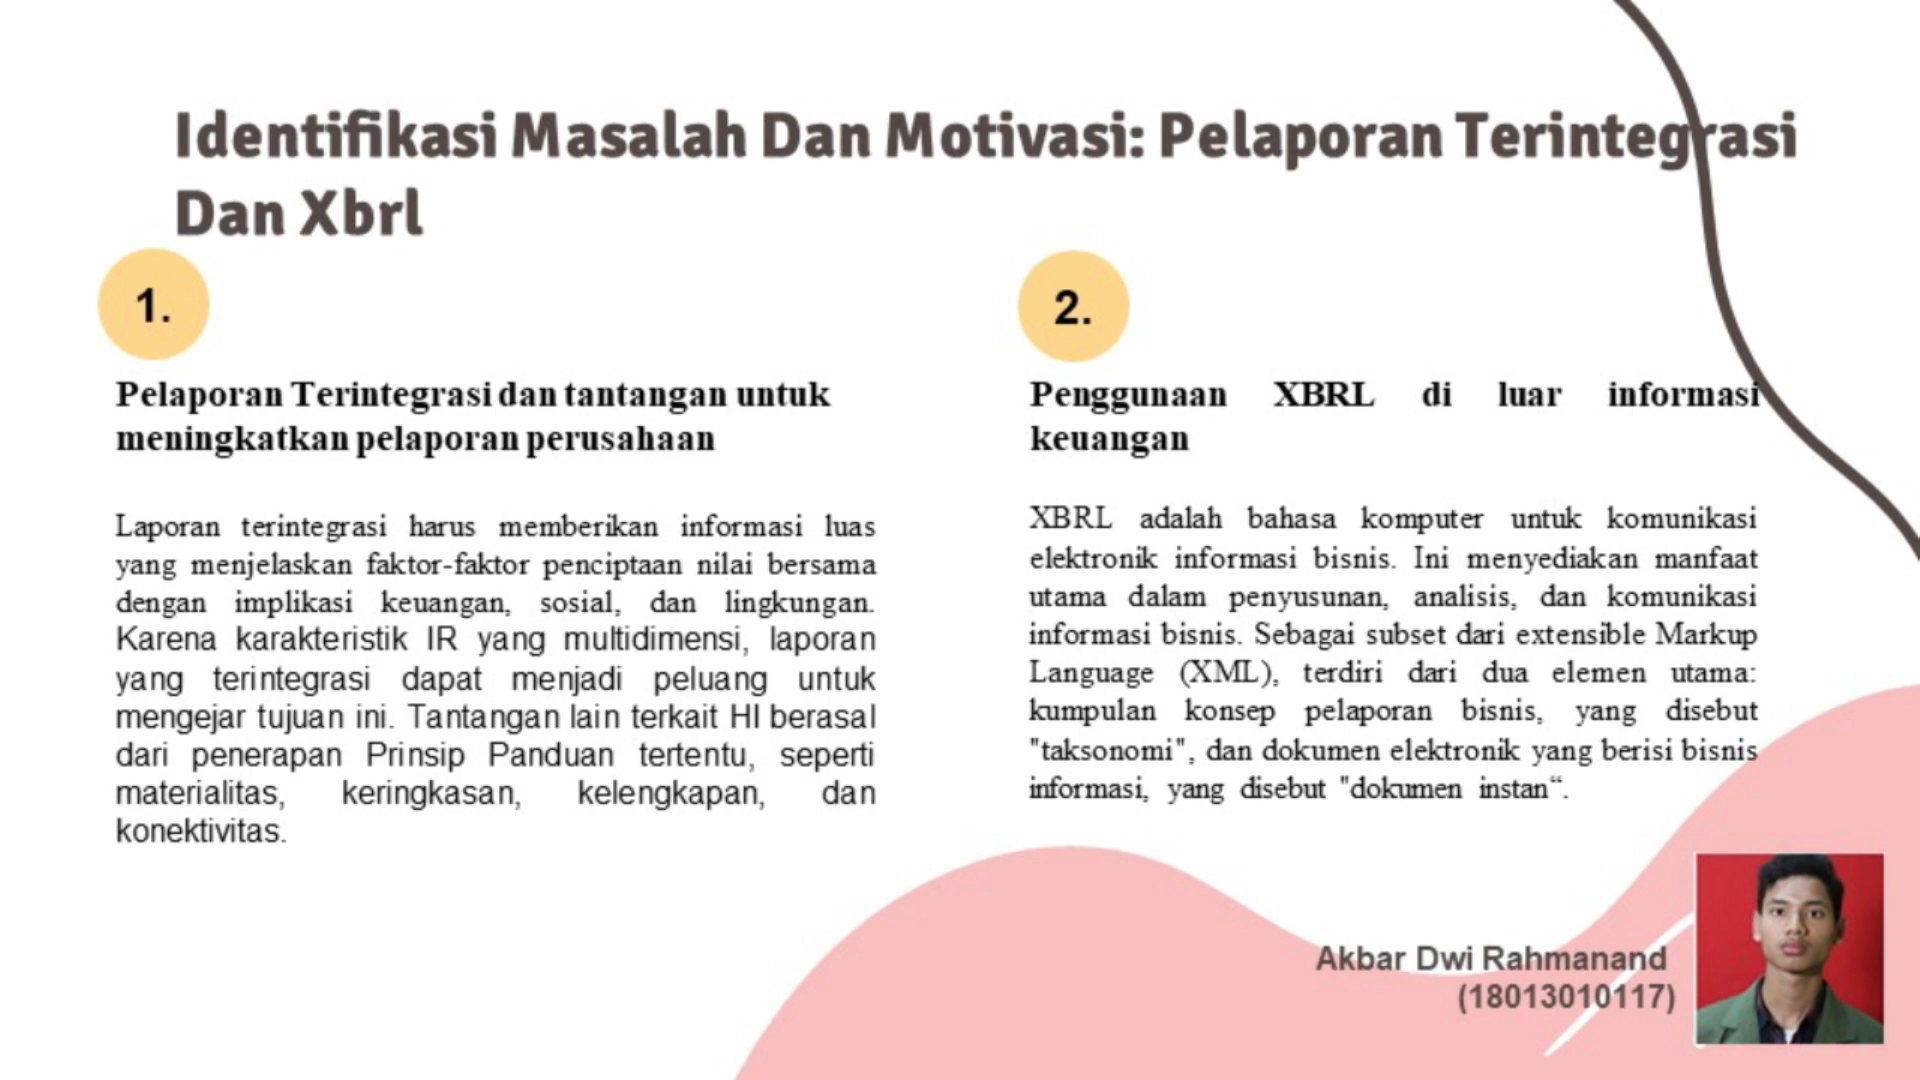 Identifikasi Masalah Dan Motivasi: Pelaporan Terintegrasi
Dan Xbrl
1.
Pelaporan Terintegrasi dan tantangan untuk
meningkatkan pelaporan perusahaan
Laporan terintegrasi harus memberikan informasi luas
yang menjelaskan faktor-faktor penciptaan nilai bersama
dengan implikasi keuangan, sosial, dan lingkungan.
Karena karakteristik IR yang multidimensi, laporan
yang terintegrasi dapat menjadi peluang untuk
mengejar tujuan ini. Tantangan lain terkait HI berasal
dari penerapan Prinsip Panduan tertentu, seperti
materialitas, keringkasan, kelengkapan, dan
konektivitas.
2.
Penggunaan XBRL di luar informasi
keuangan
XBRL adalah bahasa komputer untuk komunikasi
elektronik informasi bisnis. Ini menyediakan manfaat
utama dalam penyusunan, analisis, dan komunikasi
informasi bisnis. Sebagai subset dari extensible Markup
Language (XML), terdiri dari dua elemen utama:
kumpulan konsep pelaporan bisnis, yang disebut
"taksonomi", dan dokumen elektronik yang berisi bisnis
informasi, yang disebut "dokumen instan“.
Akbar Dwi Rahmanand
(18013010117)